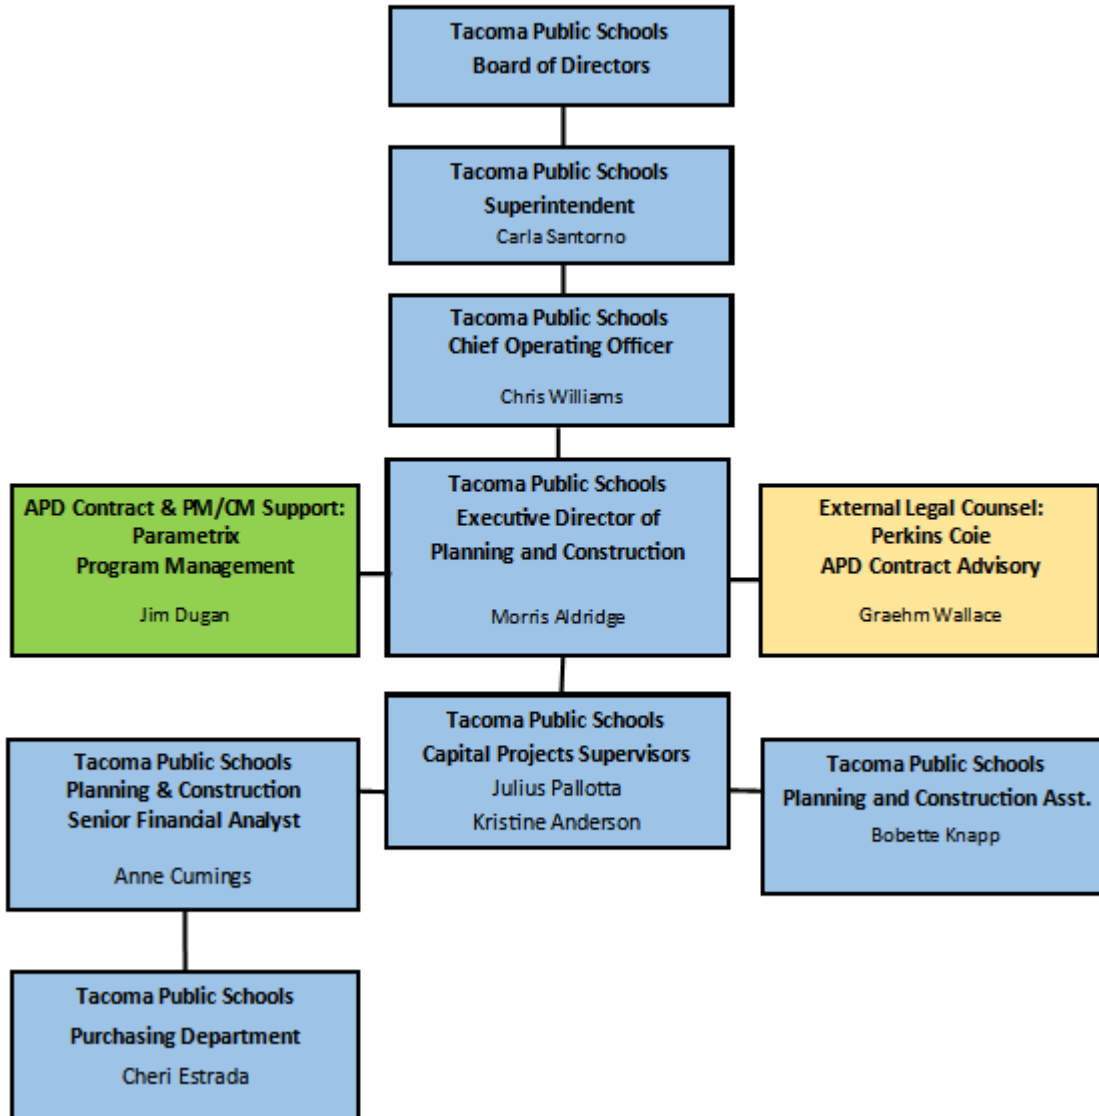 Tacoma Public Schools
Board of Directors
Tacoma Public Schools
Superintendent
Carla Santorno
Tacoma Public Schools
Chief Operating Officer
Chris Williams
APD Contract & PM/CM Support:
Parametrix
Program Management
Jim Dugan
Tacoma Public Schools
Executive Director of
Planning and Construction
Morris Aldridge
External Legal Counsel:
Perkins Coie
APD Contract Advisory
Graehm Wallace
Tacoma Public Schools
Capital Projects Supervisors
Julius Pallotta
Kristine Anderson
Tacoma Public Schools
Planning & Construction
Senior Financial Analyst
Anne Cumings
Tacoma Public Schools
Planning and Construction Asst.
Bobette Knapp
Tacoma Public Schools
Purchasing Department
Cheri Estrada